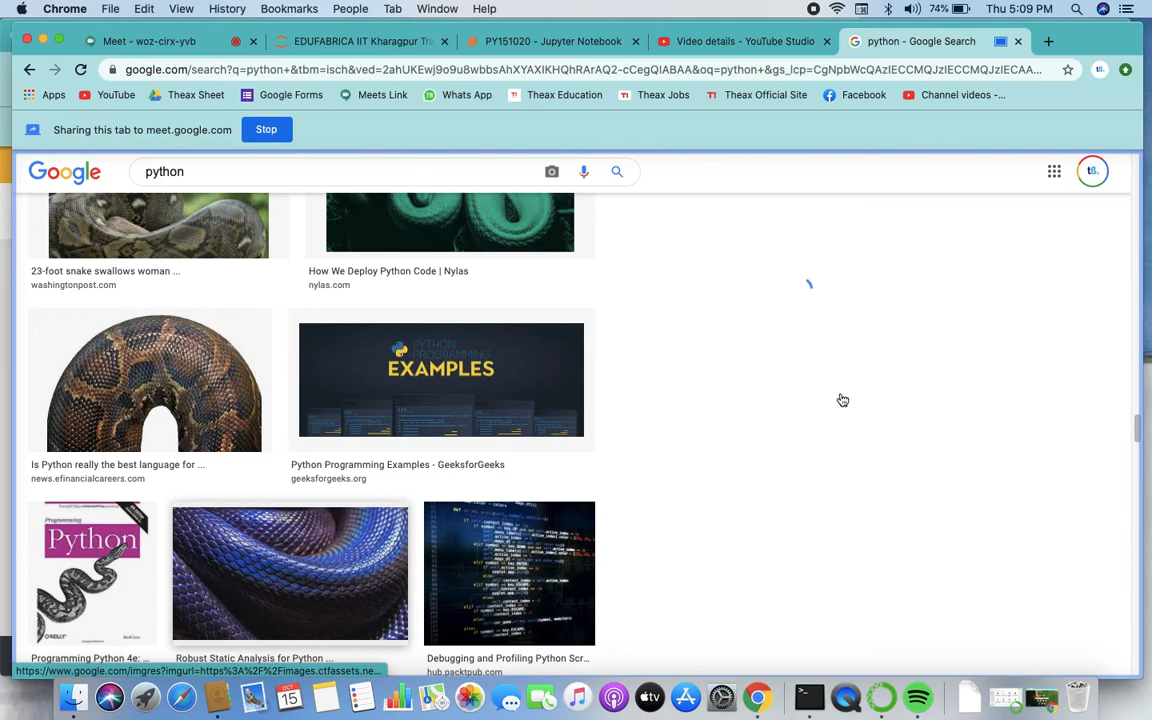 Chrome File Edit View History Bookmarks People Tab Window Help 74% Thu 5:09 PM
Meet - woz-cirx-yvb EDUFABRICA IIT Kharagpur Tra PY151020 - Jupyter Notebook Video details - YouTube Studio python - Google Search
google.com/search?q=python+&tbm=isch&ved=2ahUKEwj9o9u8wbbsAhXYAXIKHQhRArAQ2-cCegQIABAA&oq=python+&gs_lcp=CgNpbWcQAzIECCMQJzIECCMQJzIECAA...
Apps YouTube Theax Sheet Google Forms Meets Link Whats App Theax Education Theax Jobs Theax Official Site Facebook Channel videos -...
Sharing this tab to meet.google.com Stop
Google python tß.
23-foot snake swallows woman ...
washingtonpost.com
How We Deploy Python Code | Nylas
nylas.com
PYTHON
PROGRAMMING
EXAMPLES
Is Python really the best language for ...
news.efinancialcareers.com
Python Programming Examples - GeeksforGeeks
geeksforgeeks.org
Programming
Python
O'REILLY
Programming Python 4e: ...
Robust Static Analysis for Python ...
Debugging and Profiling Python Scr...
hub.packtpub.com
https://www.google.com/imgres?imgurl=https%3A%2F%2Fimages.ctfassets.ne...
OCT
15